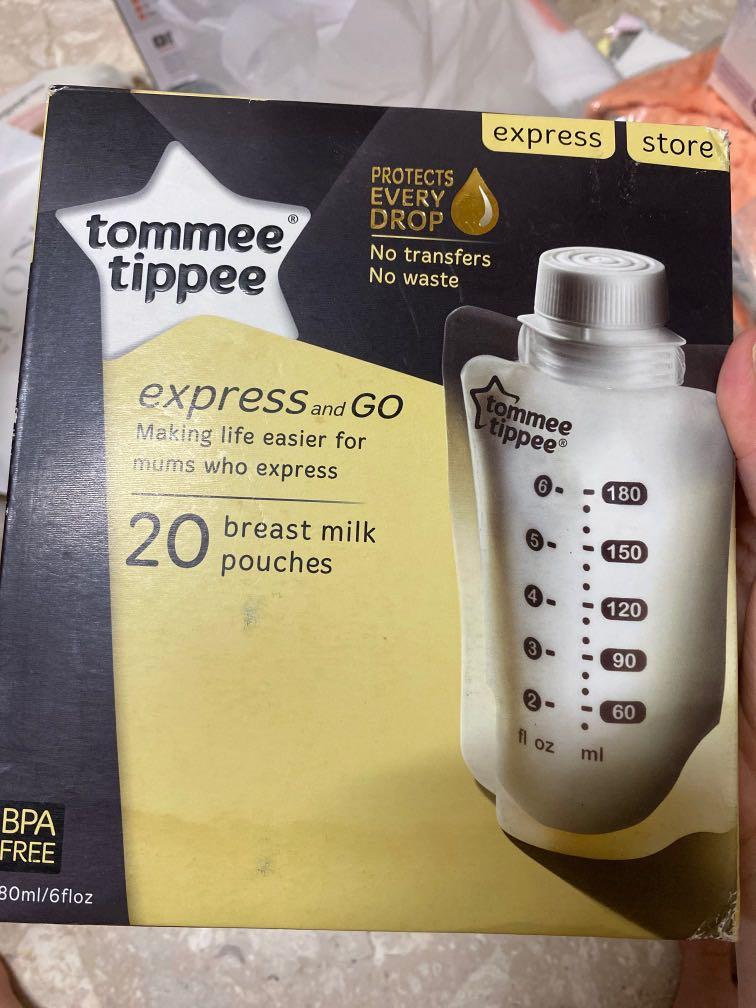 express store
tommee®
tippee
PROTECTS
EVERY
DROP
No transfers
No waste
express and GO
Making life easier for
mums who express
20 breast milk
pouches
tommee
tippee®
6 - - 180
5 - - 150
4 - - 120
3 - - 90
2 - - 60
fl oz ml
BPA
FREE
80ml/6floz